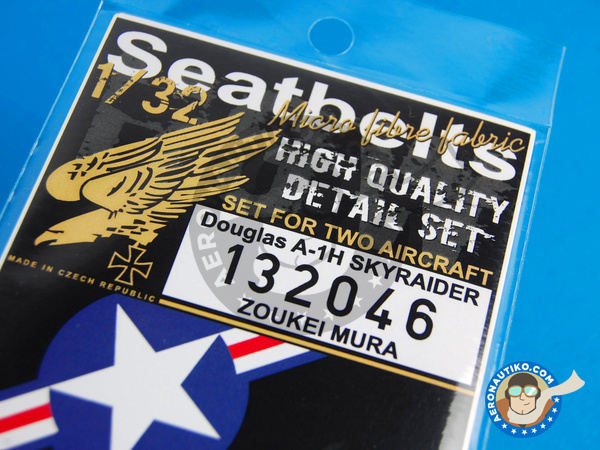 Seatbelts
1/32
Micro fibre fabric
HIGH QUALITY
DETAIL SET
SET FOR TWO AIRCRAFT
Douglas A-1H SKYRAIDER
132046
ZOUKEI MURA
MADE IN CZECH REPUBLIC
AERONAUTIKO.COM